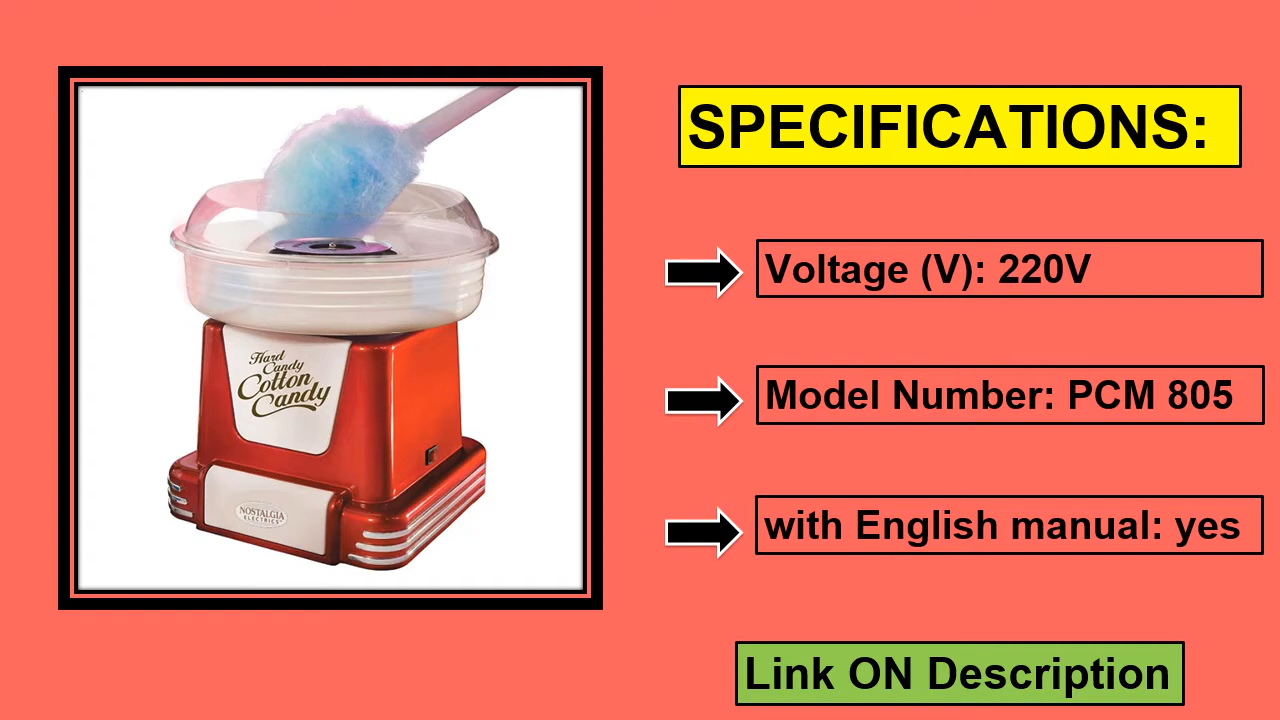 SPECIFICATIONS:
Voltage (V): 220V
Model Number: PCM 805
with English manual: yes
Link ON Description
Hard
Candy
Cotton
Candy
NOSTALGIA
ELECTRICS